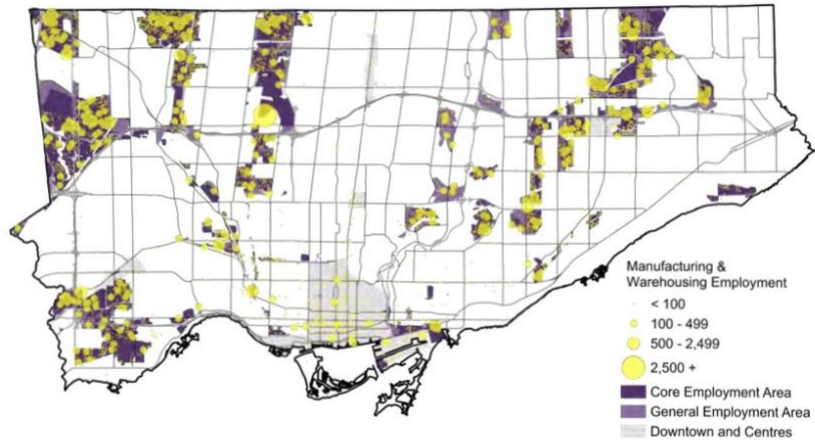 Manufacturing &
Warehousing Employment
< 100
100 - 499
500 - 2,499
2,500 +
Core Employment Area
General Employment Area
Downtown and Centres